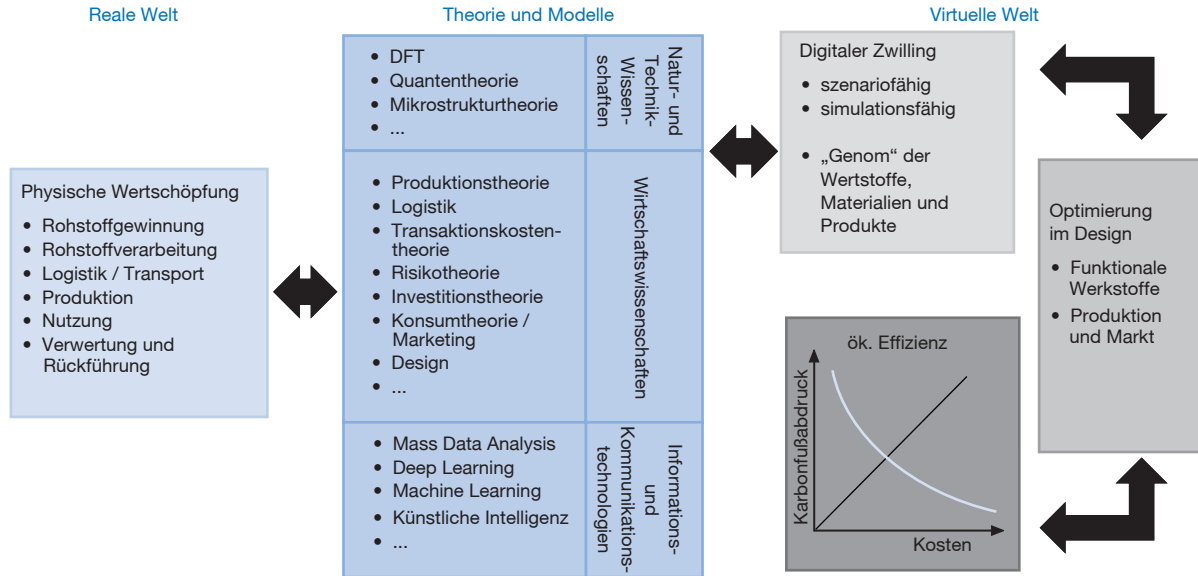 Reale Welt
Theorie und Modelle
Virtuelle Welt
Physische Wertschöpfung
• Rohstoffgewinnung
• Rohstoffverarbeitung
• Logistik / Transport
• Produktion
• Nutzung
• Verwertung und
Rückführung
• DFT
• Quantentheorie
• Mikrostrukturtheorie
• ...
Natur- und
Technik-
Wissen-
schaften
• Produktionstheorie
• Logistik
• Transaktionskosten-
theorie
• Risikotheorie
• Investitionstheorie
• Konsumtheorie /
Marketing
• Design
• ...
Wirtschaftswissenschaften
• Mass Data Analysis
• Deep Learning
• Machine Learning
• Künstliche Intelligenz
• ...
Informations-
und
Kommunikations-
technologien
Digitaler Zwilling
• szenariofähig
• simulationsfähig
• „Genom“ der
Wertstoffe,
Materialien und
Produkte
ök. Effizienz
Karbonfußabdruck
Kosten
Optimierung
im Design
• Funktionale
Werkstoffe
• Produktion
und Markt